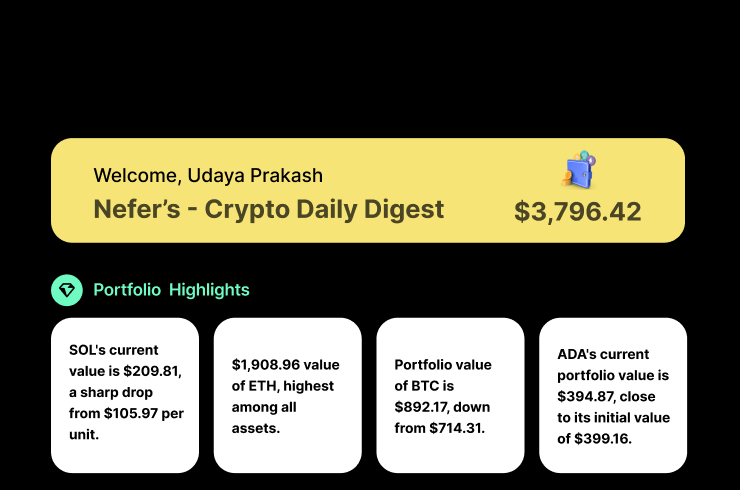 Welcome, Udaya Prakash
Nefer’s - Crypto Daily Digest
$3,796.42
Portfolio Highlights
SOL's current
value is $209.81,
a sharp drop
from $105.97 per
unit.
$1,908.96 value
of ETH, highest
among all
assets.
Portfolio value
of BTC is
$892.17, down
from $714.31.
ADA's current
portfolio value is
$394.87, close
to its initial value
of $399.16.